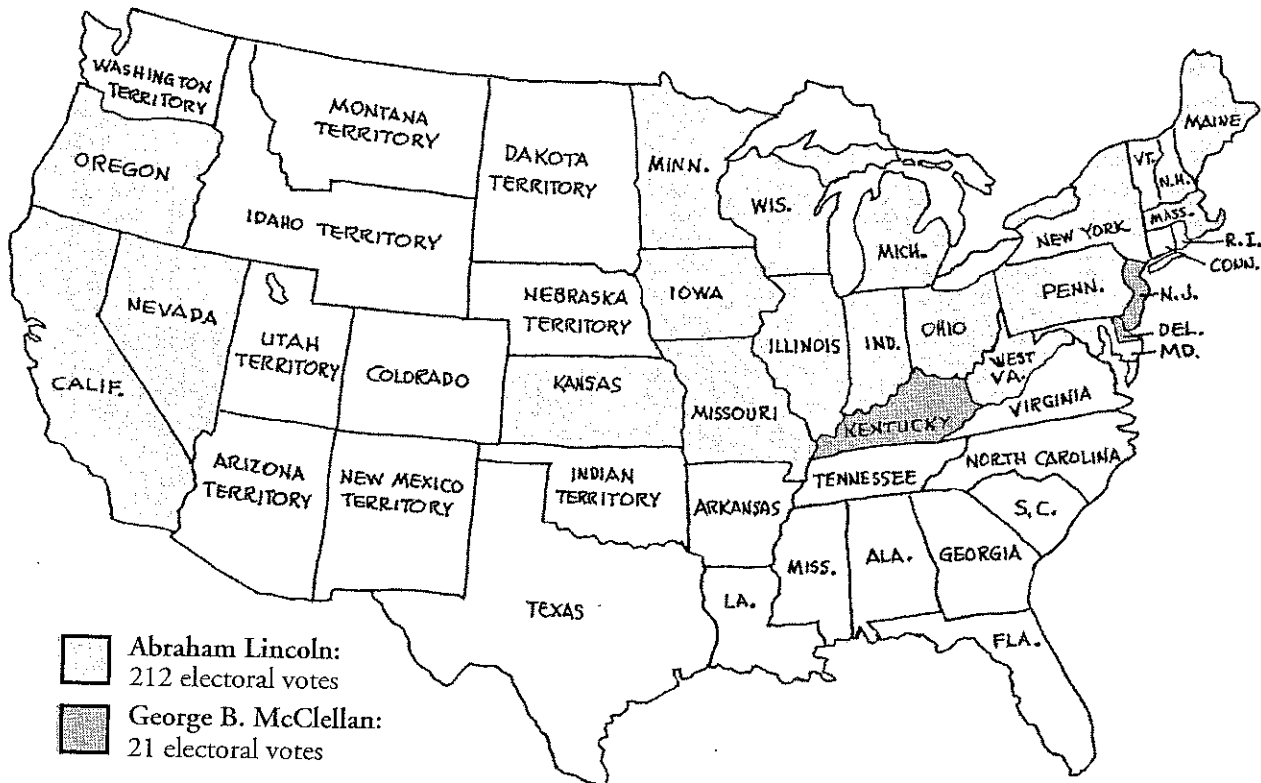 WASHINGTON
TERRITORY
MONTANA
TERRITORY
DAKOTA
TERRITORY
MINN.
MAINE
OREGON
IDAHO TERRITORY
WIS.
MICH.
VT.
N.H.
MASS.
NEW YORK
R.I.
CONN.
NEVADA
UTAH
TERRITORY
NEBRASKA
TERRITORY
IOWA
ILLINOIS
IND.
OHIO
PENN.
N.J.
DEL.
MD.
CALIF.
COLORADO
KANSAS
MISSOURI
WEST
VA.
VIRGINIA
KENTUCKY
ARIZONA
TERRITORY
NEW MEXICO
TERRITORY
INDIAN
TERRITORY
ARKANSAS
TENNESSEE
NORTH CAROLINA
S.C.
TEXAS
LA.
MISS.
ALA.
GEORGIA
FLA.
Abraham Lincoln:
212 electoral votes
George B. McClellan:
21 electoral votes